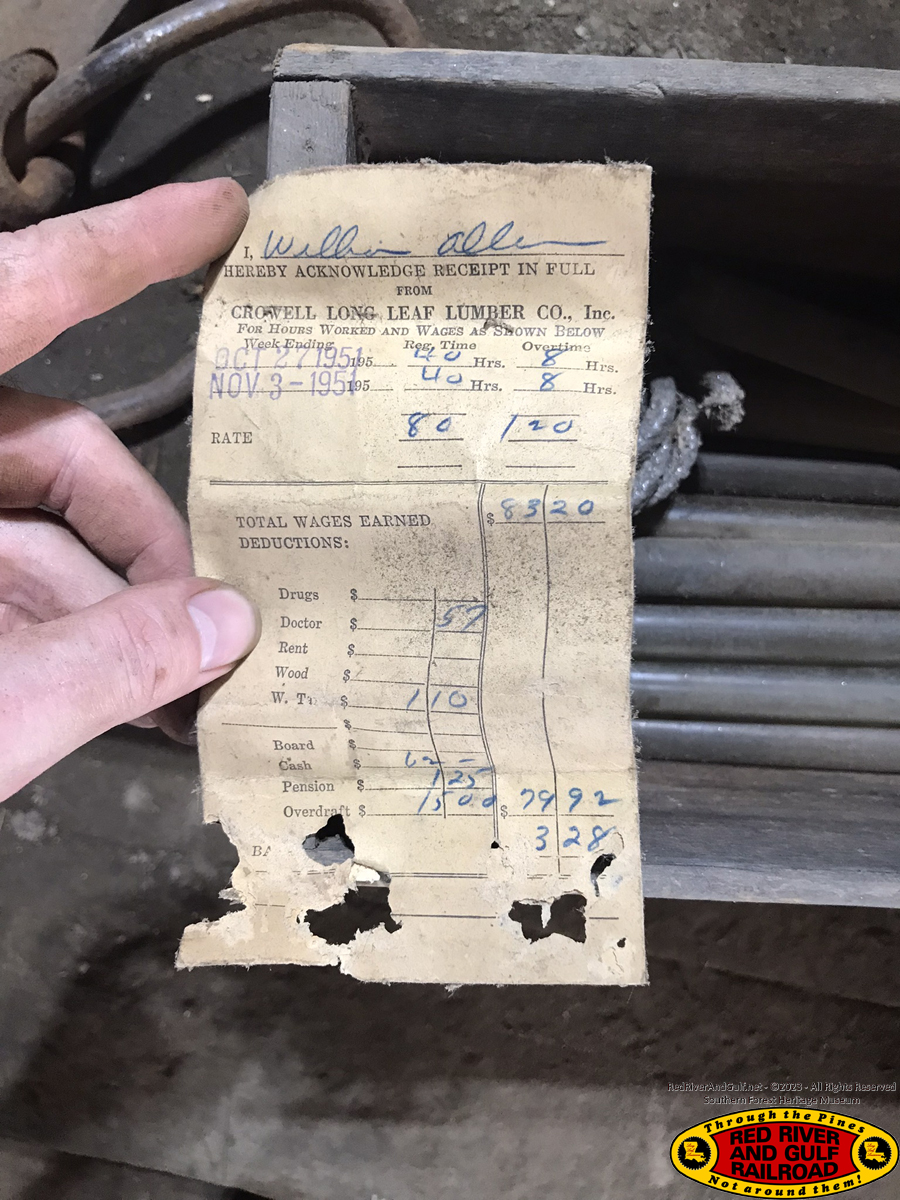 I, Allen
HEREBY ACKNOWLEDGE RECEIPT IN FULL
FROM
CROWELL LONG LEAF LUMBER CO., Inc.
FOR HOURS WORKED AND WAGES AS SHOWN BELOW
Week Ending Reg. Time Overtime
OCT 27 1951 195 40 Hrs. 8 Hrs.
NOV 3-1951 195 40 Hrs. 8 Hrs.
RATE 80 120
TOTAL WAGES EARNED $ 83 20
DEDUCTIONS:
Drugs $
Doctor $ 57
Rent $
Wood $
W. $ 1 10
$
Board $
Cash $ 62 -
Pension $ 1 25
Overdraft $ 15 00 $ 79 92
3 28
RedRiverAndGulf.net - ©2023 - All Rights Reserved
Southern Forest Heritage Museum
Through the Pines
RED RIVER
AND GULF
RAILROAD
Not around them!